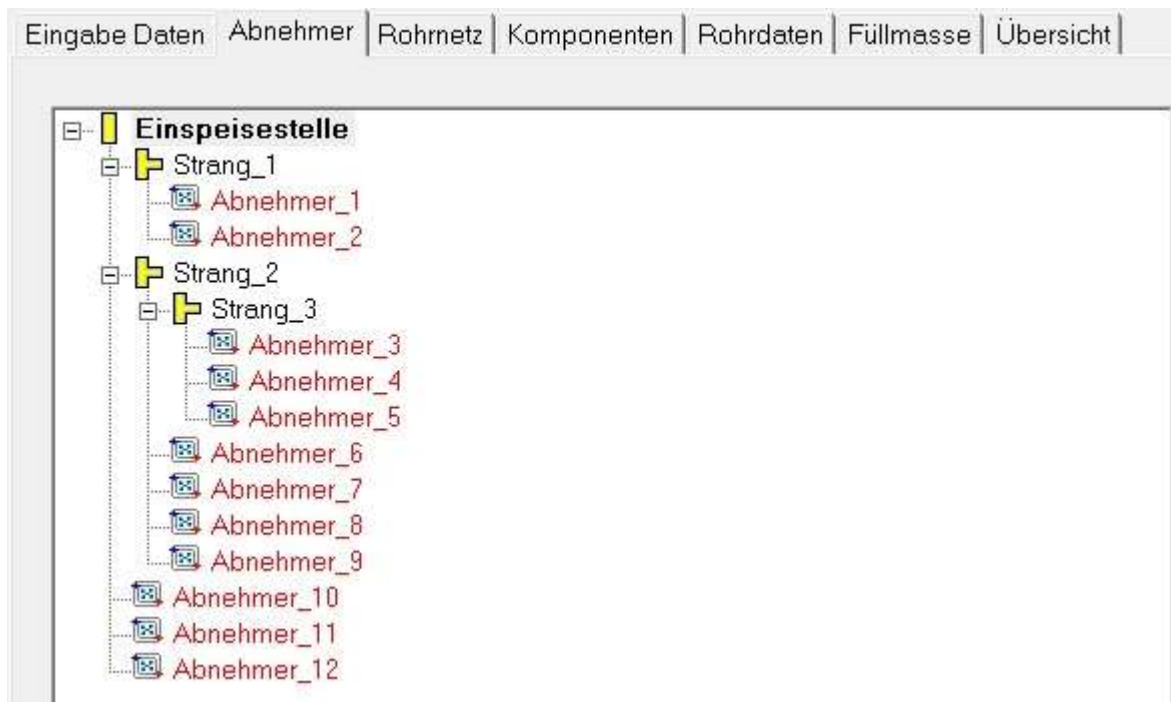 Eingabe Daten Abnehmer Rohrnetz Komponenten Rohrdaten Füllmasse Übersicht
Einspeisestelle
Strang_1
Abnehmer_1
Abnehmer_2
Strang_2
Strang_3
Abnehmer_3
Abnehmer_4
Abnehmer_5
Abnehmer_6
Abnehmer_7
Abnehmer_8
Abnehmer_9
Abnehmer_10
Abnehmer_11
Abnehmer_12